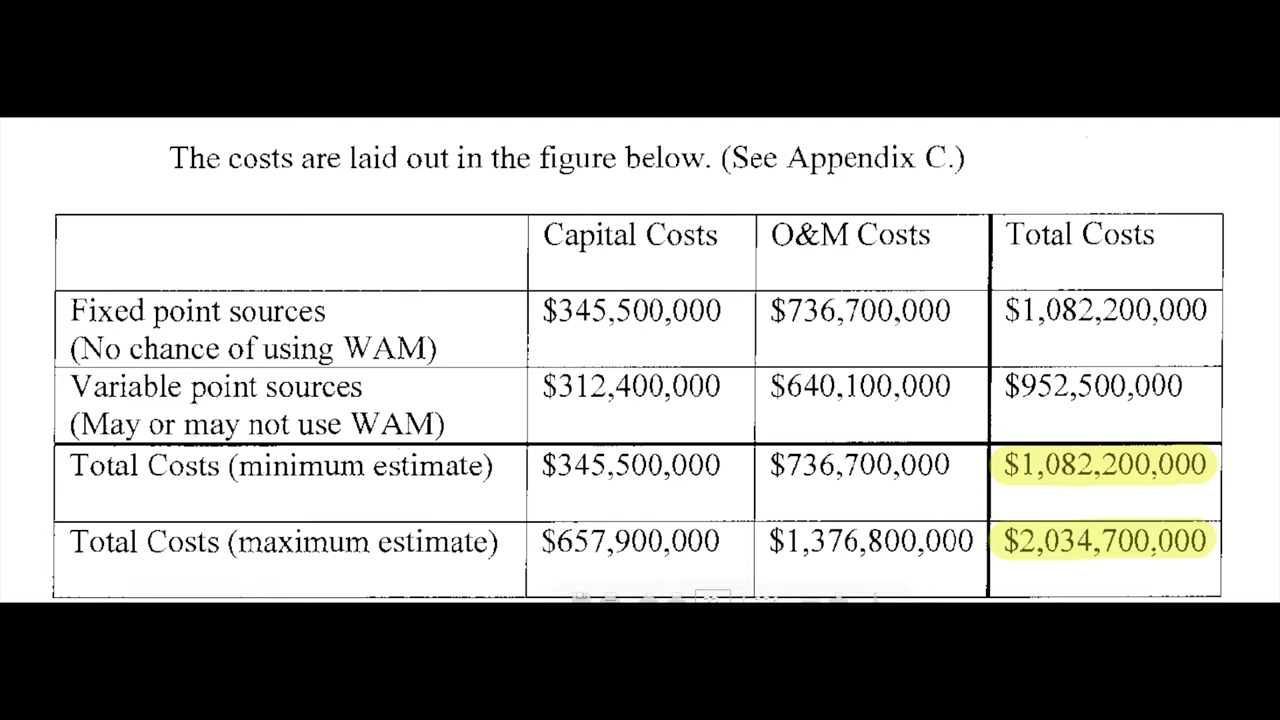 The costs are laid out in the figure below. (See Appendix C.)
Capital Costs O&M Costs Total Costs
Fixed point sources $345,500,000 $736,700,000 $1,082,200,000
(No chance of using WAM)
Variable point sources $312,400,000 $640,100,000 $952,500,000
(May or may not use WAM)
Total Costs (minimum estimate) $345,500,000 $736,700,000 $1,082,200,000
Total Costs (maximum estimate) $657,900,000 $1,376,800,000 $2,034,700,000